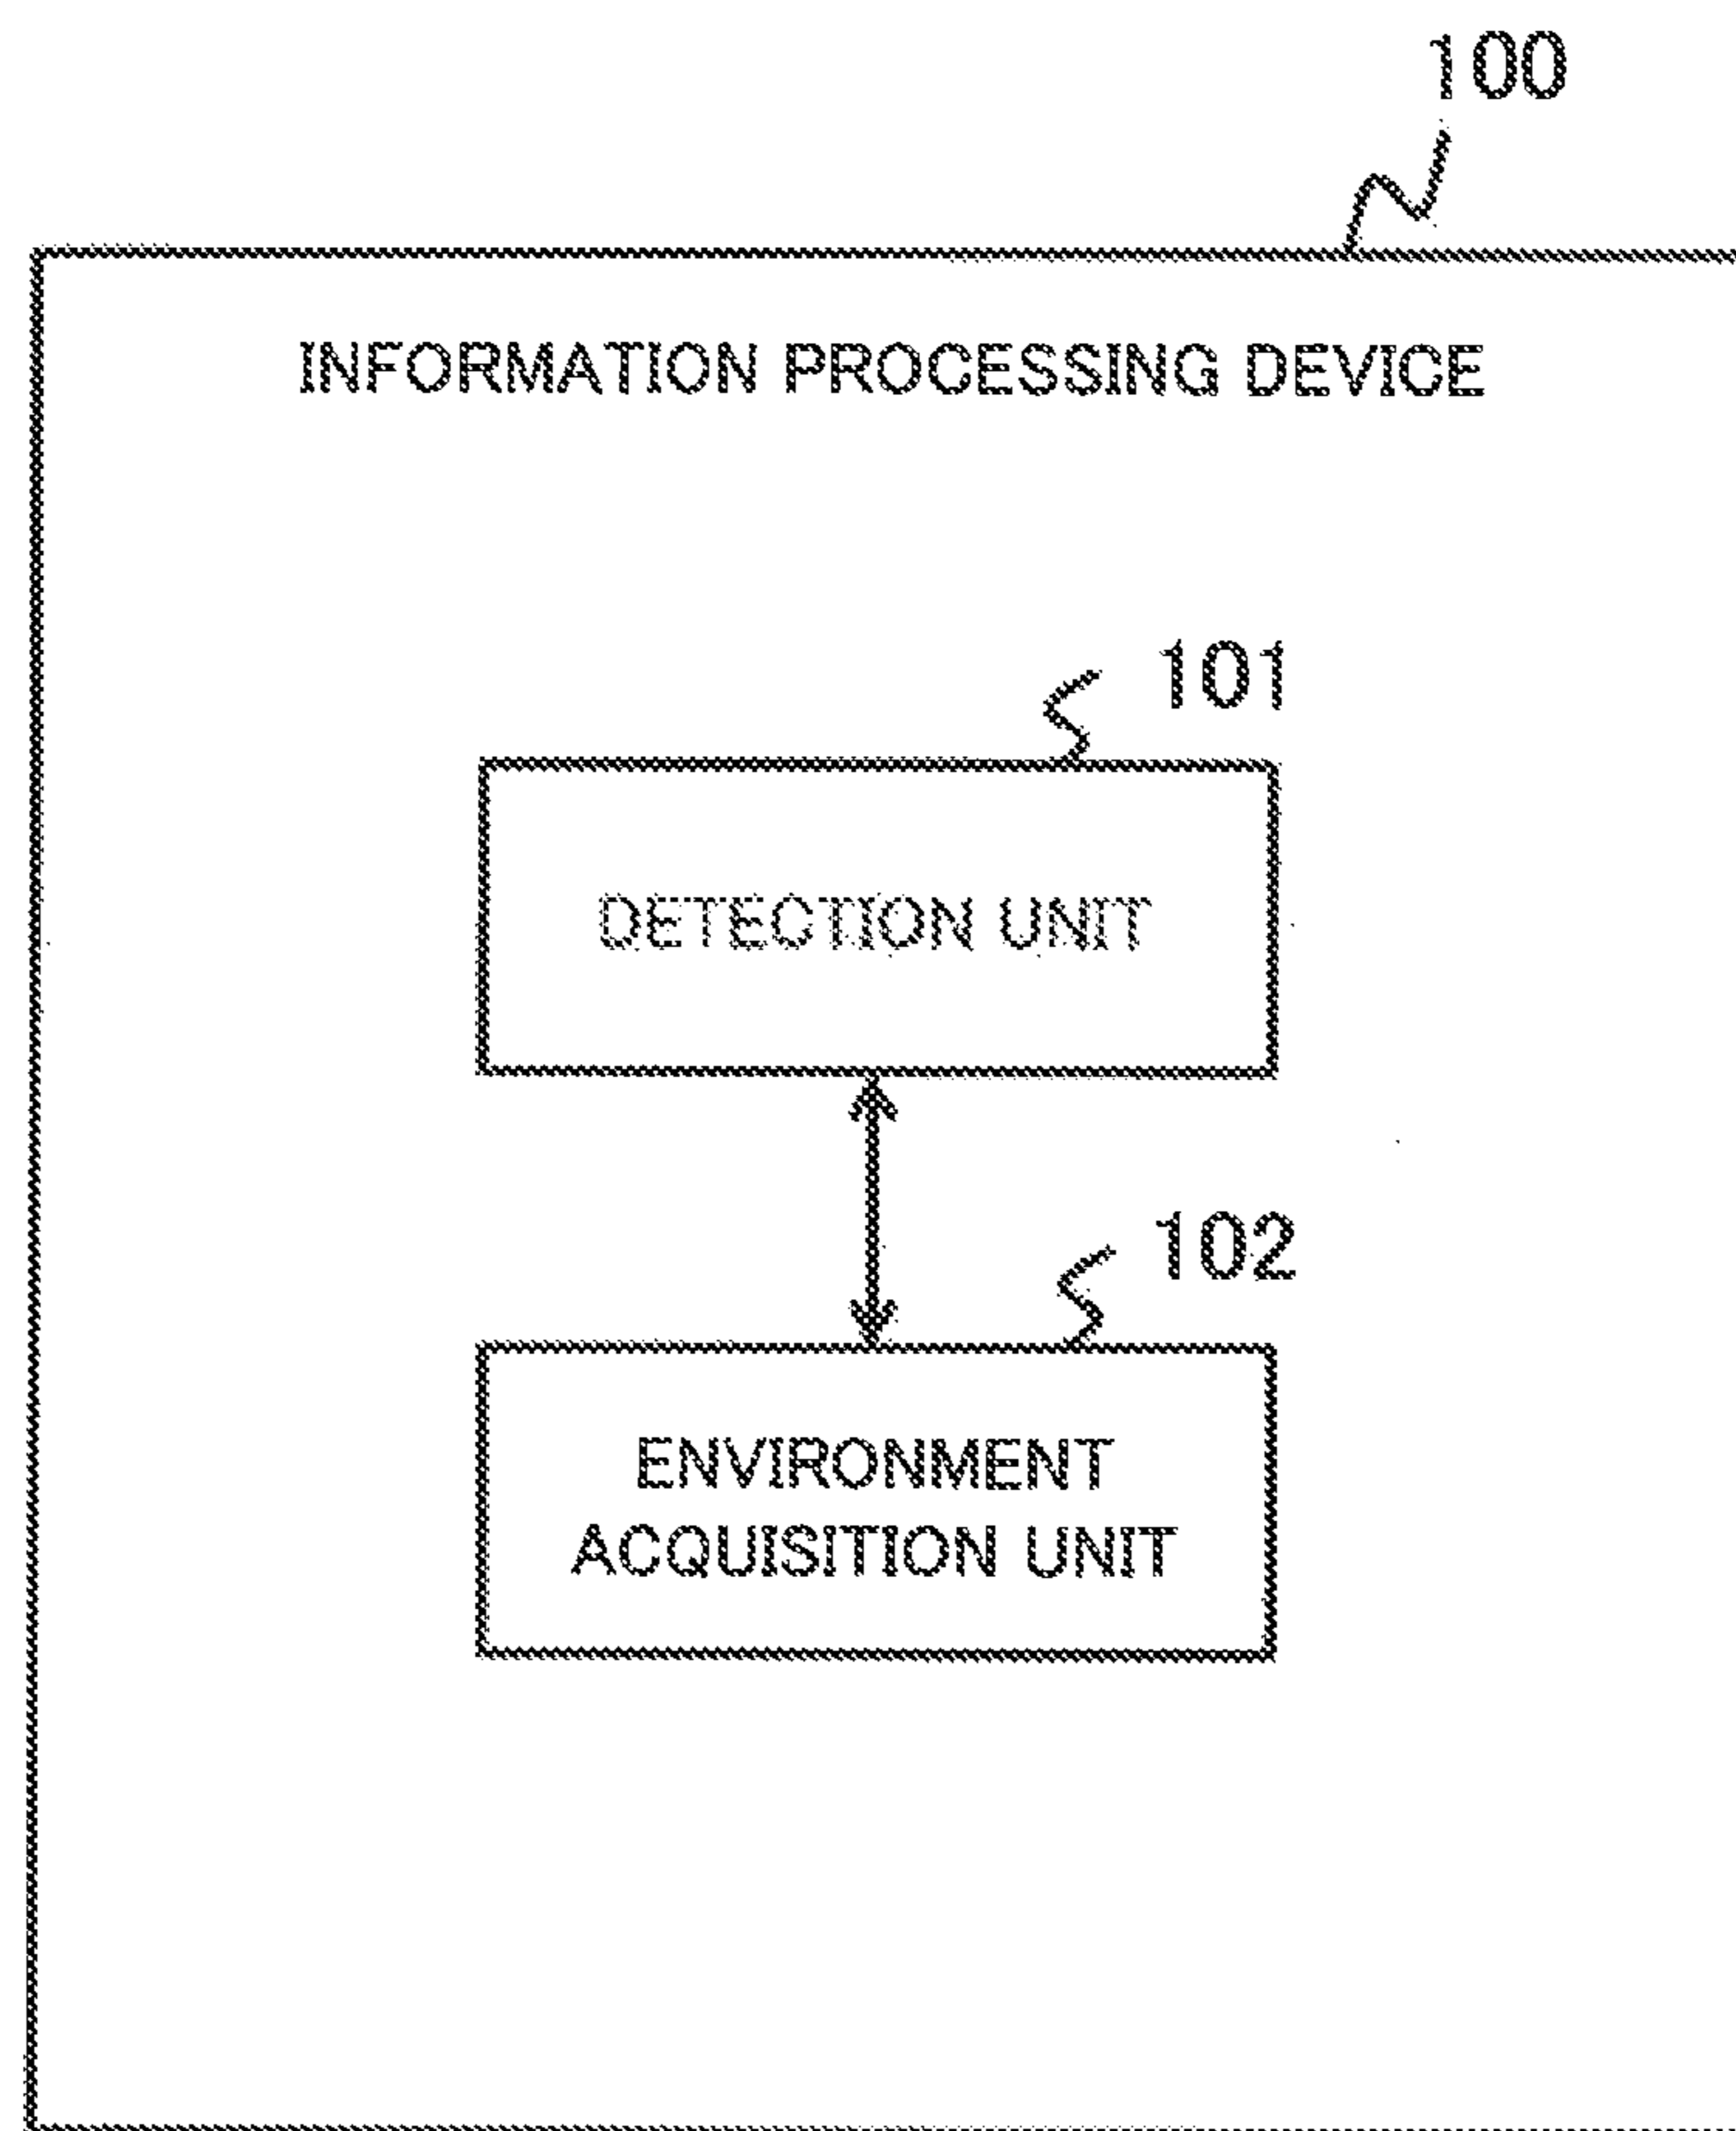 100
INFORMATION PROCESSING DEVICE
101
DETECTION UNIT
102
ENVIRONMENT
ACQUISITION UNIT